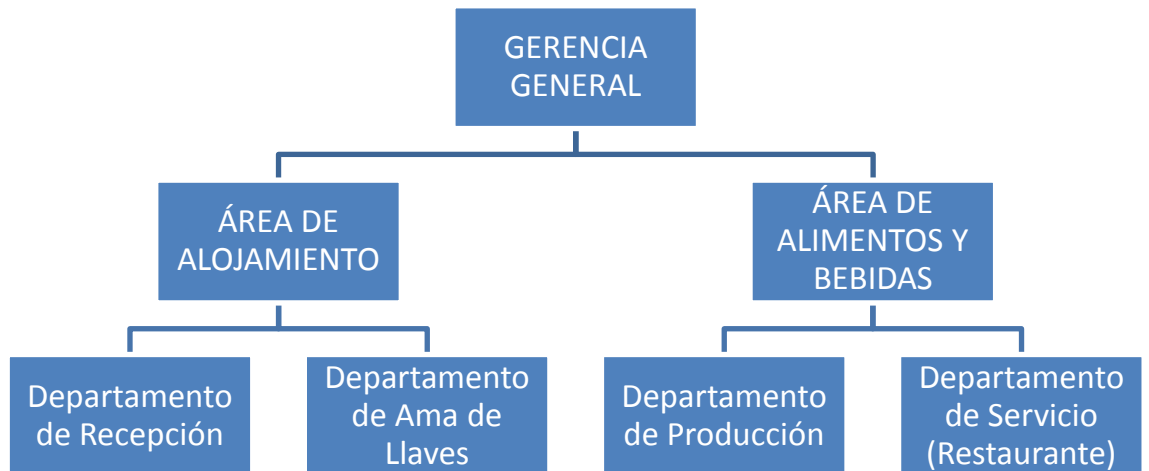 GERENCIA
GENERAL
ÁREA DE
ALOJAMIENTO
ÁREA DE
ALIMENTOS Y
BEBIDAS
Departamento
de Recepción
Departamento
de Ama de
Llaves
Departamento
de Producción
Departamento
de Servicio
(Restaurante)